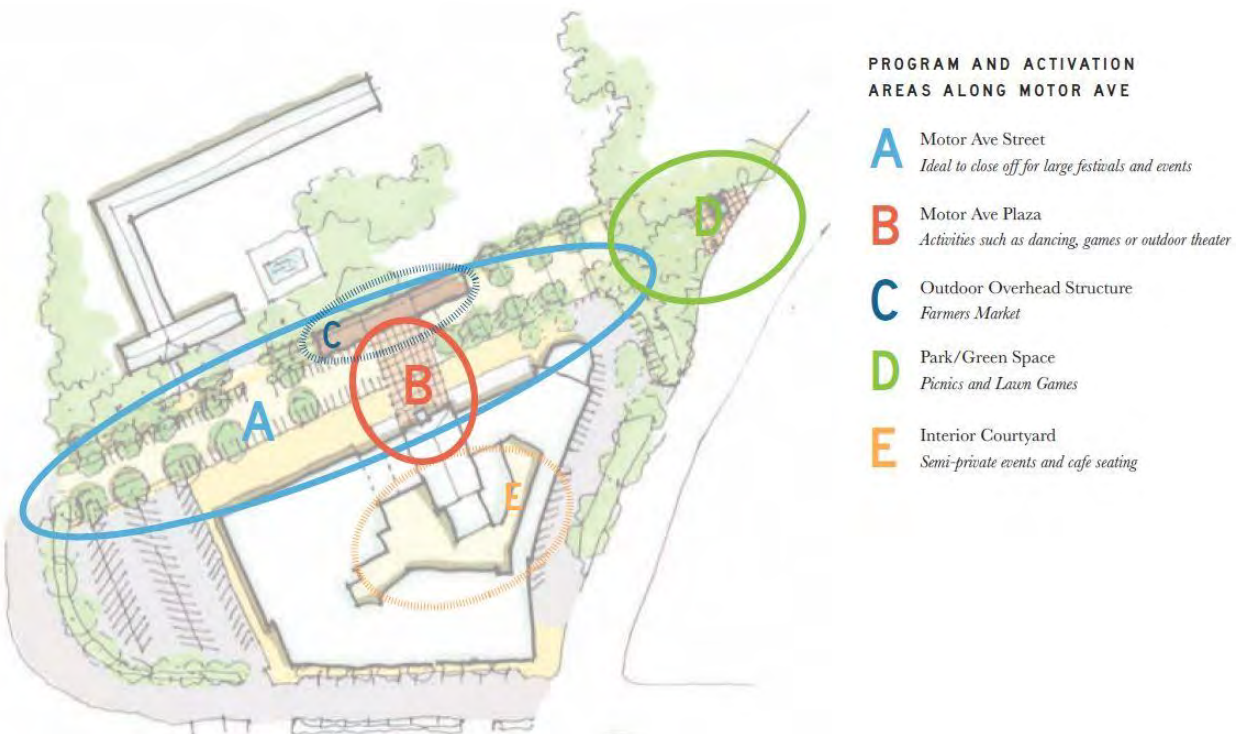 PROGRAM AND ACTIVATION
AREAS ALONG MOTOR AVE
A
Motor Ave Street
Ideal to close off for large festivals and events
B
Motor Ave Plaza
Activities such as dancing, games or outdoor theater
C
Outdoor Overhead Structure
Farmers Market
D
Park/Green Space
Picnics and Lawn Games
E
Interior Courtyard
Semi-private events and cafe seating
D
C
B
A
E